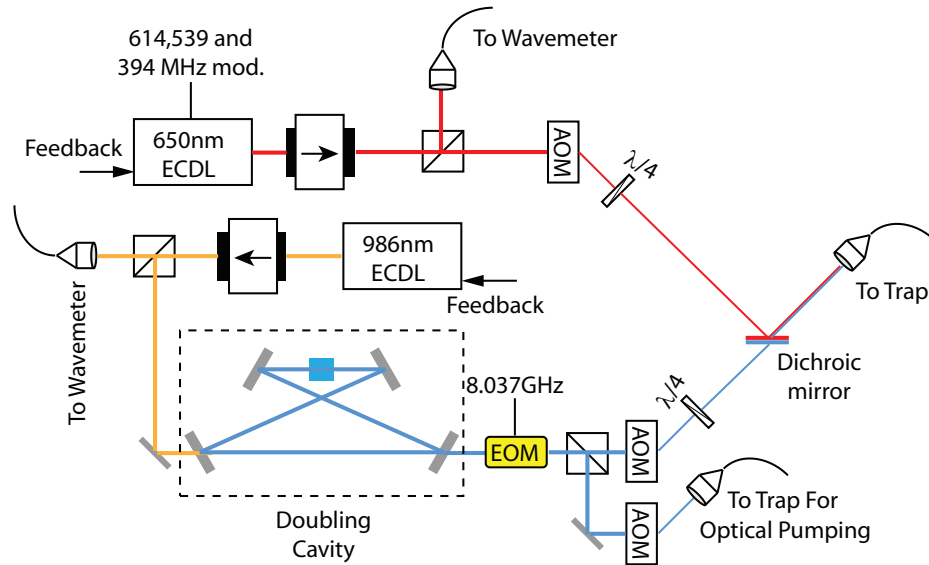 614,539 and
394 MHz mod.
To Wavemeter
Feedback
650nm
ECDL
AOM
λ/4
986nm
ECDL
Feedback
To Trap
To Wavemeter
Dichroic
mirror
8.037GHz
λ/4
EOM
AOM
Doubling
Cavity
AOM
To Trap For
Optical Pumping